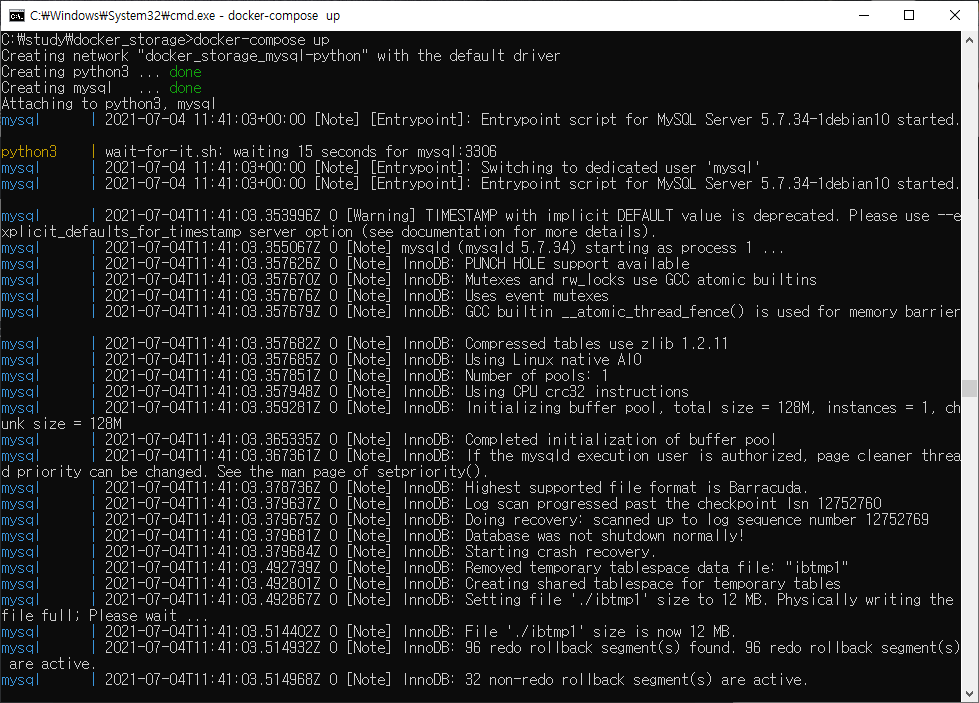 C:₩Windows₩System32₩cmd.exe - docker-compose  up
C:₩study₩docker_storage>docker-compose up
Creating network "docker_storage_mysql-python" with the default driver
Creating python3 ... done
Creating mysql   ... done
Attaching to python3, mysql
mysql      | 2021-07-04 11:41:03+00:00 [Note] [Entrypoint]: Entrypoint script for MySQL Server 5.7.34-1debian10 started.
python3    | wait-for-it.sh: waiting 15 seconds for mysql:3306
mysql      | 2021-07-04 11:41:03+00:00 [Note] [Entrypoint]: Switching to dedicated user 'mysql'
mysql      | 2021-07-04 11:41:03+00:00 [Note] [Entrypoint]: Entrypoint script for MySQL Server 5.7.34-1debian10 started.
mysql      | 2021-07-04T11:41:03.353996Z 0 [Warning] TIMESTAMP with implicit DEFAULT value is deprecated. Please use --e
xplicit_defaults_for_timestamp server option (see documentation for more details).
mysql      | 2021-07-04T11:41:03.355067Z 0 [Note] mysqld (mysqld 5.7.34) starting as process 1 ...
mysql      | 2021-07-04T11:41:03.357626Z 0 [Note] InnoDB: PUNCH HOLE support available
mysql      | 2021-07-04T11:41:03.357670Z 0 [Note] InnoDB: Mutexes and rw_locks use GCC atomic builtins
mysql      | 2021-07-04T11:41:03.357676Z 0 [Note] InnoDB: Uses event mutexes
mysql      | 2021-07-04T11:41:03.357679Z 0 [Note] InnoDB: GCC builtin __atomic_thread_fence() is used for memory barrier
mysql      | 2021-07-04T11:41:03.357682Z 0 [Note] InnoDB: Compressed tables use zlib 1.2.11
mysql      | 2021-07-04T11:41:03.357685Z 0 [Note] InnoDB: Using Linux native AIO
mysql      | 2021-07-04T11:41:03.357851Z 0 [Note] InnoDB: Number of pools: 1
mysql      | 2021-07-04T11:41:03.357948Z 0 [Note] InnoDB: Using CPU crc32 instructions
mysql      | 2021-07-04T11:41:03.359281Z 0 [Note] InnoDB: Initializing buffer pool, total size = 128M, instances = 1, ch
unk size = 128M
mysql      | 2021-07-04T11:41:03.365335Z 0 [Note] InnoDB: Completed initialization of buffer pool
mysql      | 2021-07-04T11:41:03.367361Z 0 [Note] InnoDB: If the mysqld execution user is authorized, page cleaner threa
d priority can be changed. See the man page of setpriority().
mysql      | 2021-07-04T11:41:03.378736Z 0 [Note] InnoDB: Highest supported file format is Barracuda.
mysql      | 2021-07-04T11:41:03.379637Z 0 [Note] InnoDB: Log scan progressed past the checkpoint lsn 12752760
mysql      | 2021-07-04T11:41:03.379675Z 0 [Note] InnoDB: Doing recovery: scanned up to log sequence number 12752769
mysql      | 2021-07-04T11:41:03.379681Z 0 [Note] InnoDB: Database was not shutdown normally!
mysql      | 2021-07-04T11:41:03.379684Z 0 [Note] InnoDB: Starting crash recovery.
mysql      | 2021-07-04T11:41:03.492739Z 0 [Note] InnoDB: Removed temporary tablespace data file: "ibtmp1"
mysql      | 2021-07-04T11:41:03.492801Z 0 [Note] InnoDB: Creating shared tablespace for temporary tables
mysql      | 2021-07-04T11:41:03.492867Z 0 [Note] InnoDB: Setting file './ibtmp1' size to 12 MB. Physically writing the
file full; Please wait ...
mysql      | 2021-07-04T11:41:03.514402Z 0 [Note] InnoDB: File './ibtmp1' size is now 12 MB.
mysql      | 2021-07-04T11:41:03.514932Z 0 [Note] InnoDB: 96 redo rollback segment(s) found. 96 redo rollback segment(s)
 are active.
mysql      | 2021-07-04T11:41:03.514968Z 0 [Note] InnoDB: 32 non-redo rollback segment(s) are active.